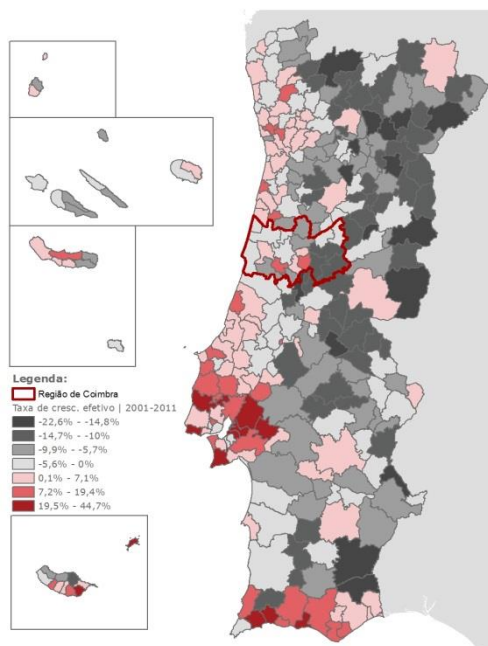 Legenda:
Região de Coimbra
Taxa de cresc. efetivo | 2001-2011
-22,6% - -14,8%
-14,7% - -10%
-9,9% - -5,7%
-5,6% - 0%
0,1% - 7,1%
7,2% - 19,4%
19,5% - 44,7%